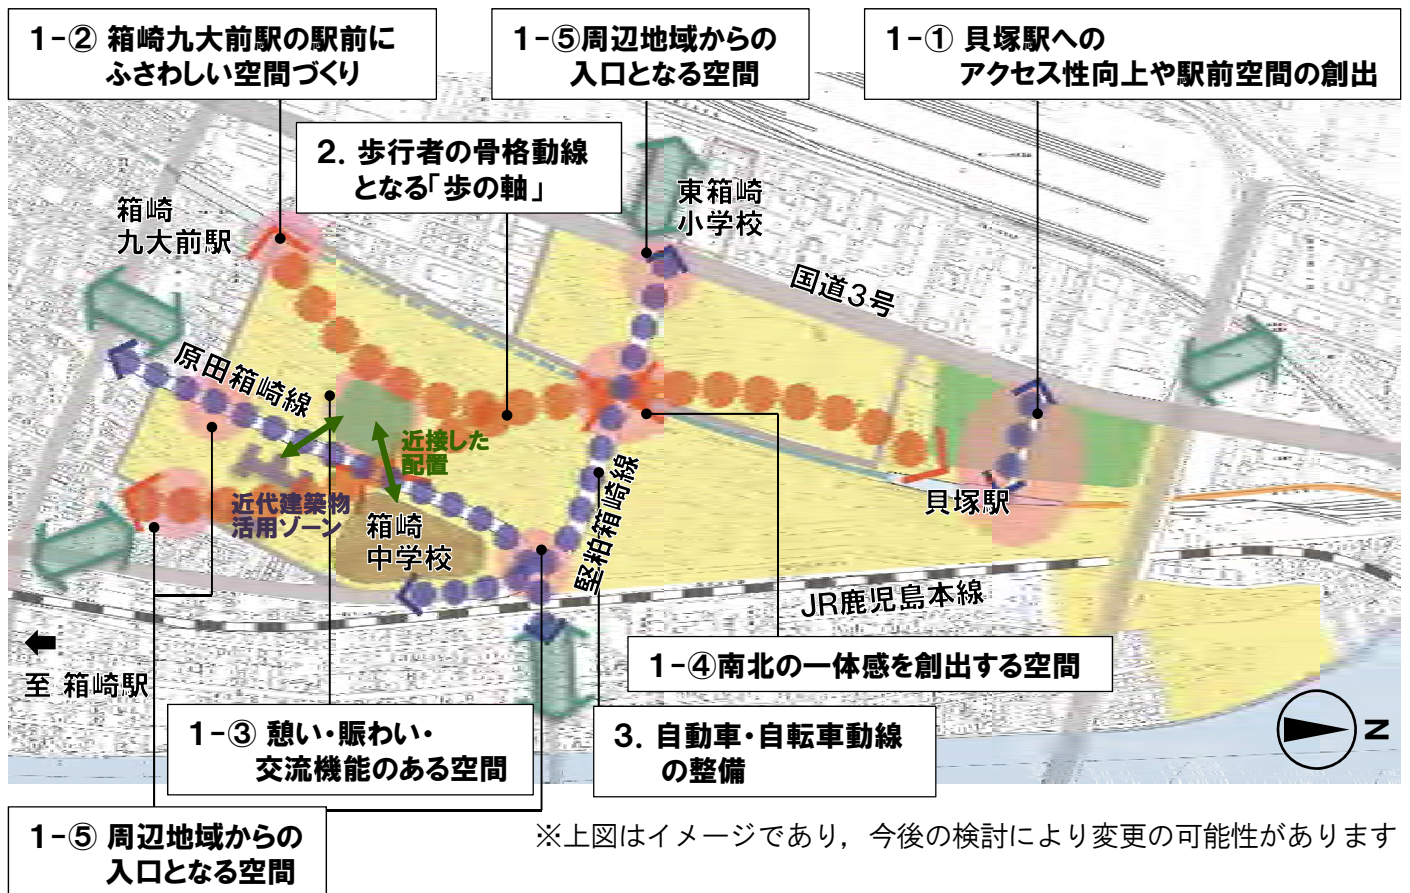 1-② 箱崎九大前駅の駅前に
ふさわしい空間づくり
1-⑤周辺地域からの
入口となる空間
1-① 貝塚駅への
アクセス性向上や駅前空間の創出
2. 歩行者の骨格動線
となる「歩の軸」
箱崎
九大前駅
東箱崎
小学校
国道3号
原田箱崎線
近接した
配置
近代建築物
活用ゾーン
箱崎
中学校
堅粕箱崎線
貝塚駅
JR鹿児島本線
至 箱崎駅
1-④南北の一体感を創出する空間
1-③ 憩い・賑わい・
交流機能のある空間
3. 自動車・自転車動線
の整備
N
1-⑤ 周辺地域からの
入口となる空間
※上図はイメージであり，今後の検討により変更の可能性があります